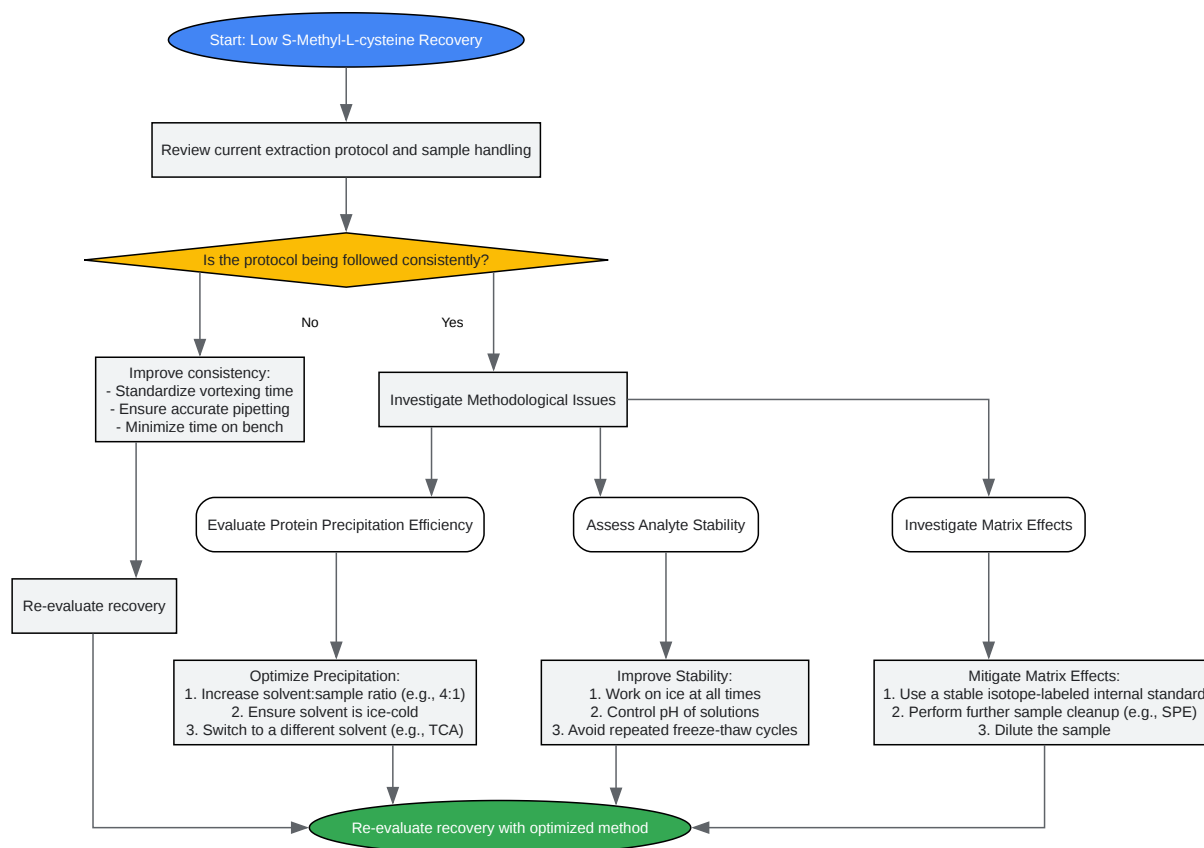 Start: Low S-Methyl-L-cysteine Recovery
Review current extraction protocol and sample handling
Is the protocol being followed consistently?
No
Yes
Improve consistency:
- Standardize vortexing time
- Ensure accurate pipetting
- Minimize time on bench
Investigate Methodological Issues
Evaluate Protein Precipitation Efficiency
Assess Analyte Stability
Investigate Matrix Effects
Re-evaluate recovery
Optimize Precipitation:
1. Increase solvent:sample ratio (e.g., 4:1)
2. Ensure solvent is ice-cold
3. Switch to a different solvent (e.g., TCA)
Improve Stability:
1. Work on ice at all times
2. Control pH of solutions
3. Avoid repeated freeze-thaw cycles
Mitigate Matrix Effects:
1. Use a stable isotope-labeled internal standard
2. Perform further sample cleanup (e.g., SPE)
3. Dilute the sample
Re-evaluate recovery with optimized method